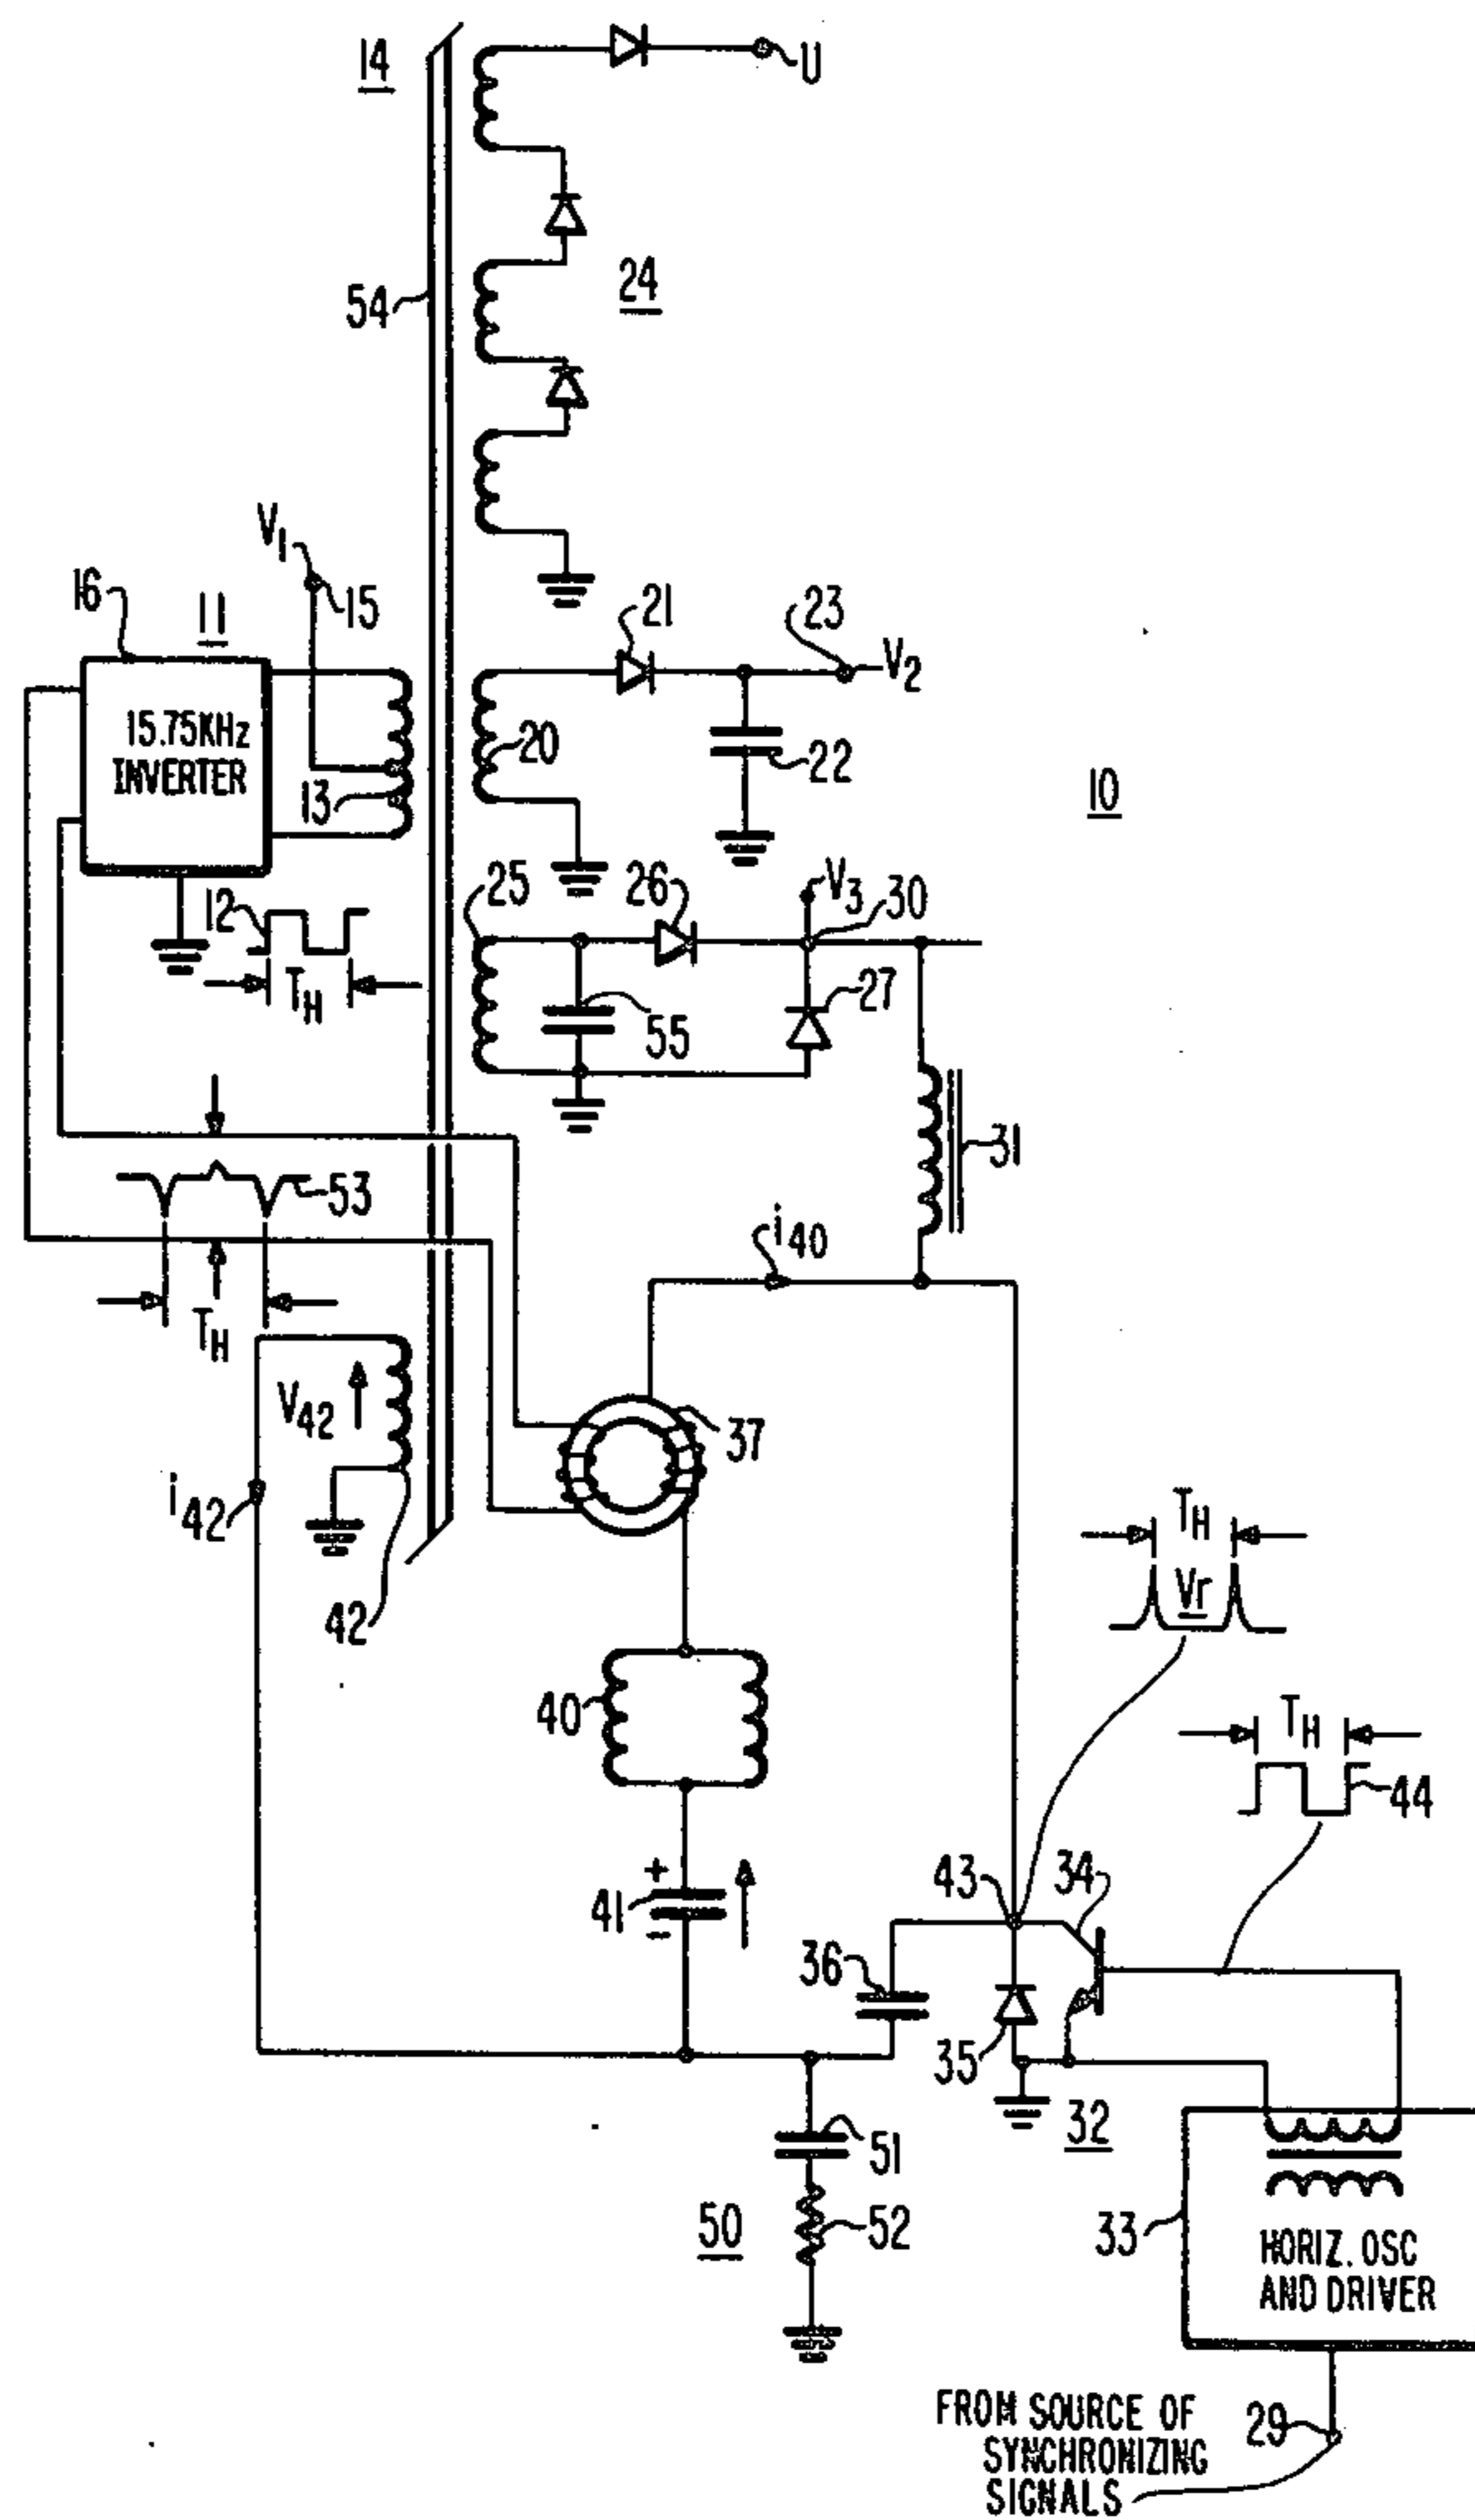 14
U
54
24
V1
16
11
15
21
23
V2
15.75KHz
INVERTER
13
20
22
10
12
TH
25
26
V3
30
27
55
31
53
TH
i40
V42
37
i42
42
TH
Vr
40
TH
44
43
34
+
41
-
36
35
32
51
50
52
33
HORIZ. OSC
AND DRIVER
FROM SOURCE OF
SYNCHRONIZING
SIGNALS
29